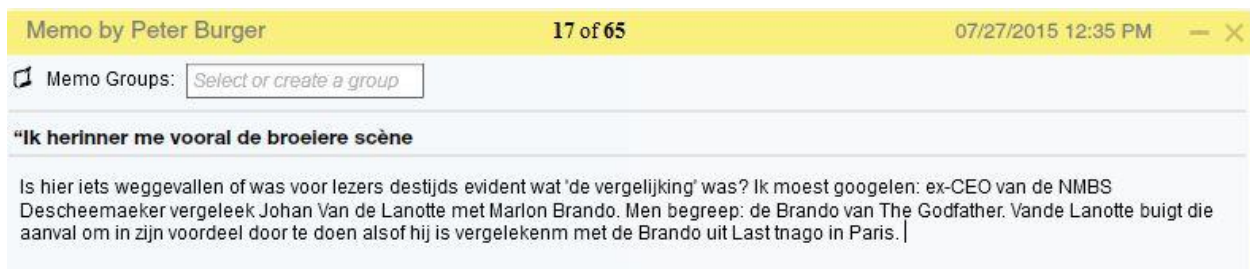 Memo by Peter Burger 17 of 65 07/27/2015 12:35 PM
Memo Groups: Select or create a group
“Ik herinner me vooral de broeiere scène
Is hier iets weggevallen of was voor lezers destijds evident wat 'de vergelijking' was? Ik moest googelen: ex-CEO van de NMBS
Descheemaeker vergeleek Johan Van de Lanotte met Marlon Brando. Men begreep: de Brando van The Godfather. Vande Lanotte buigt die
aanval om in zijn voordeel door te doen alsof hij is vergelekenm met de Brando uit Last tnago in Paris.